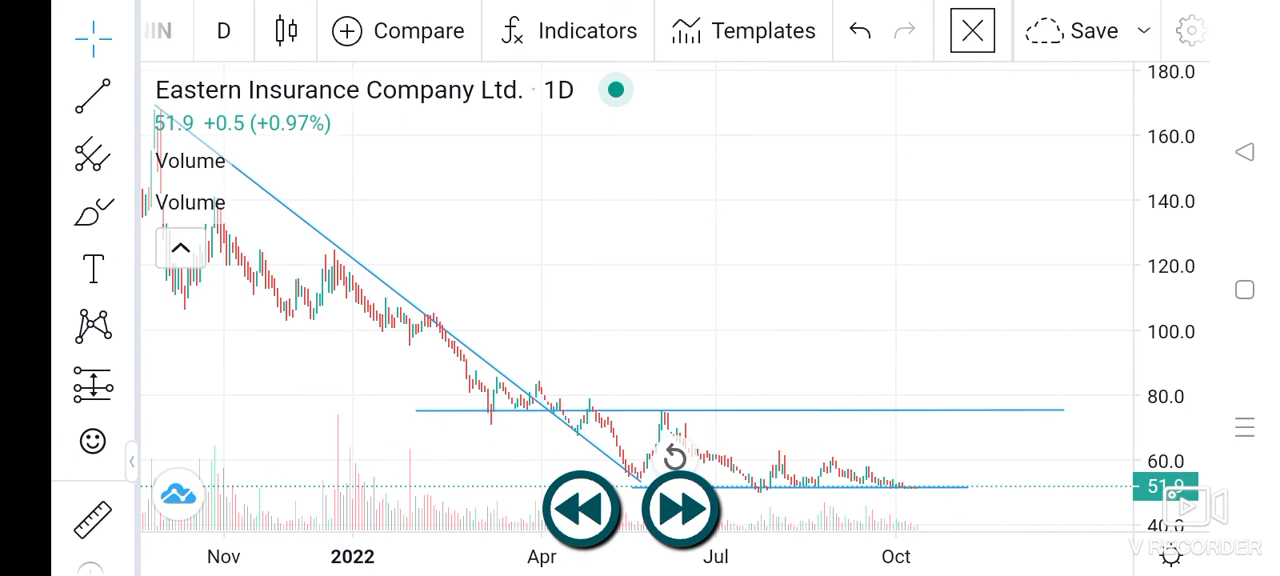 IN D Compare Indicators Templates Save
Eastern Insurance Company Ltd. · 1D
51.9 +0.5 (+0.97%)
Volume
Volume
T
180.0
160.0
140.0
120.0
100.0
80.0
60.0
51.9
40.0
V RECORDER
Nov 2022 Apr Jul Oct